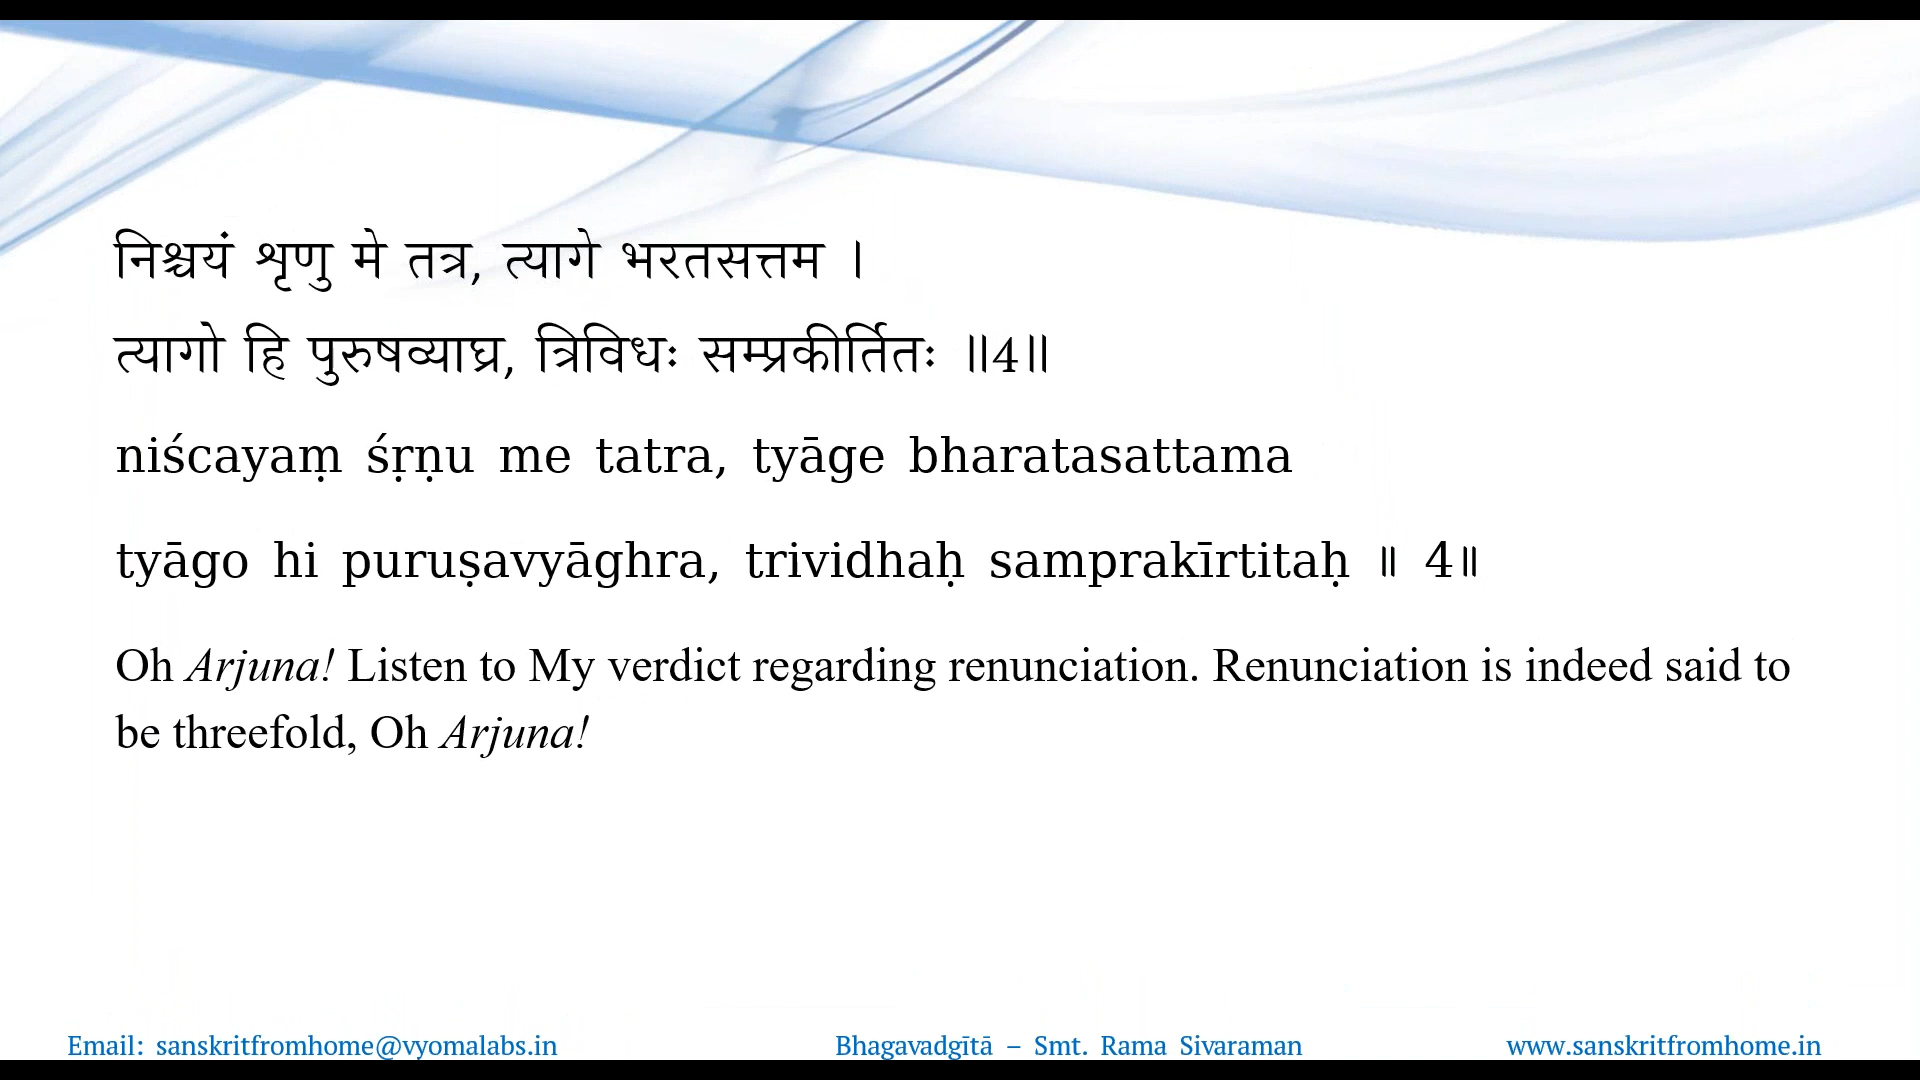 निश्चयं शृणु मे तत्र, त्यागे भरतसत्तम ।
त्यागो हि पुरुषव्याघ्र, त्रिविधः सम्प्रकीर्तितः ॥4॥
niścayaṃ śṛṇu me tatra, tyāge bharatasattama
tyāgo hi puruṣavyāghra, trividhaḥ samprakīrtitaḥ ॥ 4॥
Oh Arjuna! Listen to My verdict regarding renunciation. Renunciation is indeed said to
be threefold, Oh Arjuna!
Email: sanskritfromhome@vyomalabs.in Bhagavadgītā – Smt. Rama Sivaraman www.sanskritfromhome.in